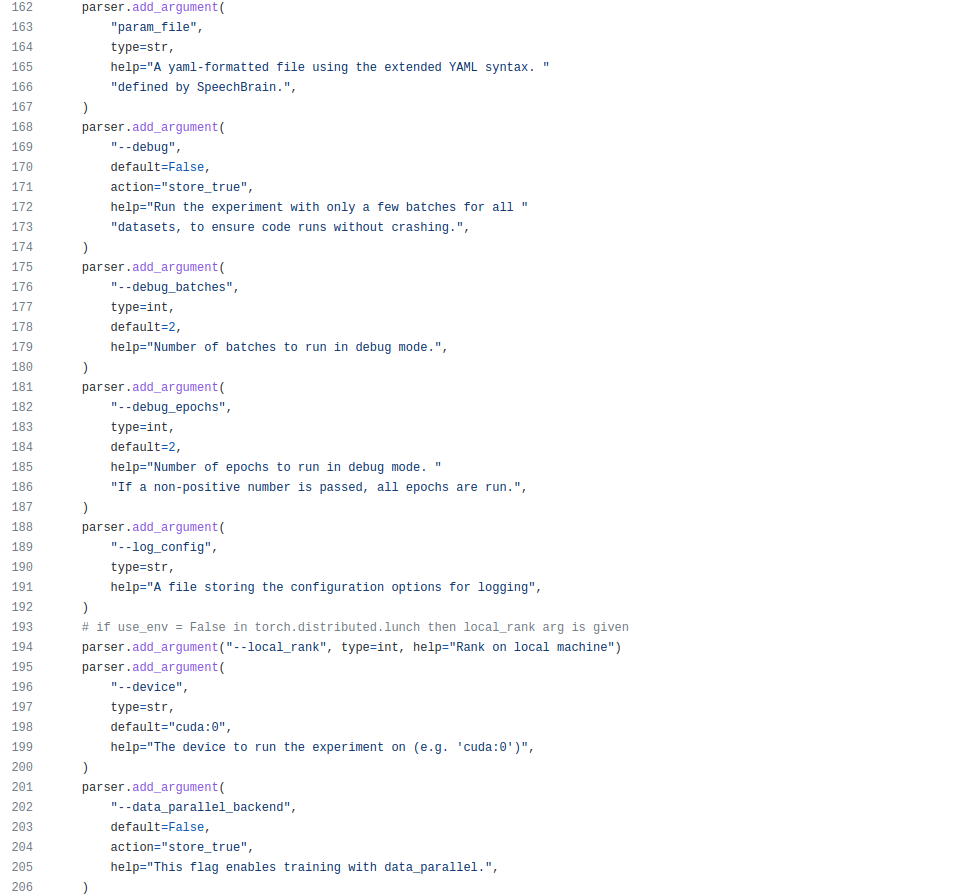 162 parser.add_argument(
163 "param_file",
164 type=str,
165 help="A yaml-formatted file using the extended YAML syntax. "
166 "defined by SpeechBrain.",
167 )
168 parser.add_argument(
169 "--debug",
170 default=False,
171 action="store_true",
172 help="Run the experiment with only a few batches for all "
173 "datasets, to ensure code runs without crashing.",
174 )
175 parser.add_argument(
176 "--debug_batches",
177 type=int,
178 default=2,
179 help="Number of batches to run in debug mode.",
180 )
181 parser.add_argument(
182 "--debug_epochs",
183 type=int,
184 default=2,
185 help="Number of epochs to run in debug mode. "
186 "If a non-positive number is passed, all epochs are run.",
187 )
188 parser.add_argument(
189 "--log_config",
190 type=str,
191 help="A file storing the configuration options for logging",
192 )
193 # if use_env = False in torch.distributed.lunch then local_rank arg is given
194 parser.add_argument("--local_rank", type=int, help="Rank on local machine")
195 parser.add_argument(
196 "--device",
197 type=str,
198 default="cuda:0",
199 help="The device to run the experiment on (e.g. 'cuda:0')",
200 )
201 parser.add_argument(
202 "--data_parallel_backend",
203 default=False,
204 action="store_true",
205 help="This flag enables training with data_parallel.",
206 )